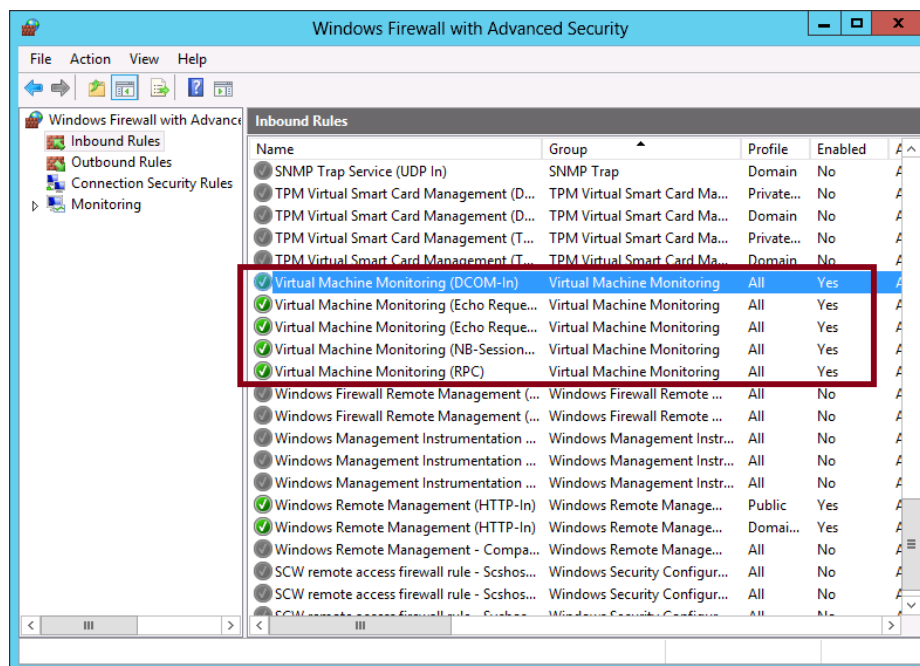 Windows Firewall with Advanced Security
File Action View Help
Windows Firewall with Advance
Inbound Rules
Outbound Rules
Connection Security Rules
Monitoring
Inbound Rules
Name Group Profile Enabled A
SNMP Trap Service (UDP In) SNMP Trap Domain No A
TPM Virtual Smart Card Management (D... TPM Virtual Smart Card Ma... Private... No A
TPM Virtual Smart Card Management (D... TPM Virtual Smart Card Ma... Domain No A
TPM Virtual Smart Card Management (T... TPM Virtual Smart Card Ma... Private... No A
TPM Virtual Smart Card Management (T... TPM Virtual Smart Card Ma... Domain No A
Virtual Machine Monitoring (DCOM-In) Virtual Machine Monitoring All Yes A
Virtual Machine Monitoring (Echo Reque... Virtual Machine Monitoring All Yes A
Virtual Machine Monitoring (Echo Reque... Virtual Machine Monitoring All Yes A
Virtual Machine Monitoring (NB-Session... Virtual Machine Monitoring All Yes A
Virtual Machine Monitoring (RPC) Virtual Machine Monitoring All Yes A
Windows Firewall Remote Management (... Windows Firewall Remote ... All No A
Windows Firewall Remote Management (... Windows Firewall Remote ... All No A
Windows Management Instrumentation ... Windows Management Instr... All No A
Windows Management Instrumentation ... Windows Management Instr... All No A
Windows Management Instrumentation ... Windows Management Instr... All No A
Windows Remote Management (HTTP-In) Windows Remote Manage... Public Yes A
Windows Remote Management (HTTP-In) Windows Remote Manage... Domai... Yes A
Windows Remote Management - Compa... Windows Remote Manage... All No A
SCW remote access firewall rule - Scshos... Windows Security Configur... All No A
SCW remote access firewall rule - Scshos... Windows Security Configur... All No A
SCW remote access firewall rule - Svchos... Windows Security Configur... All No A